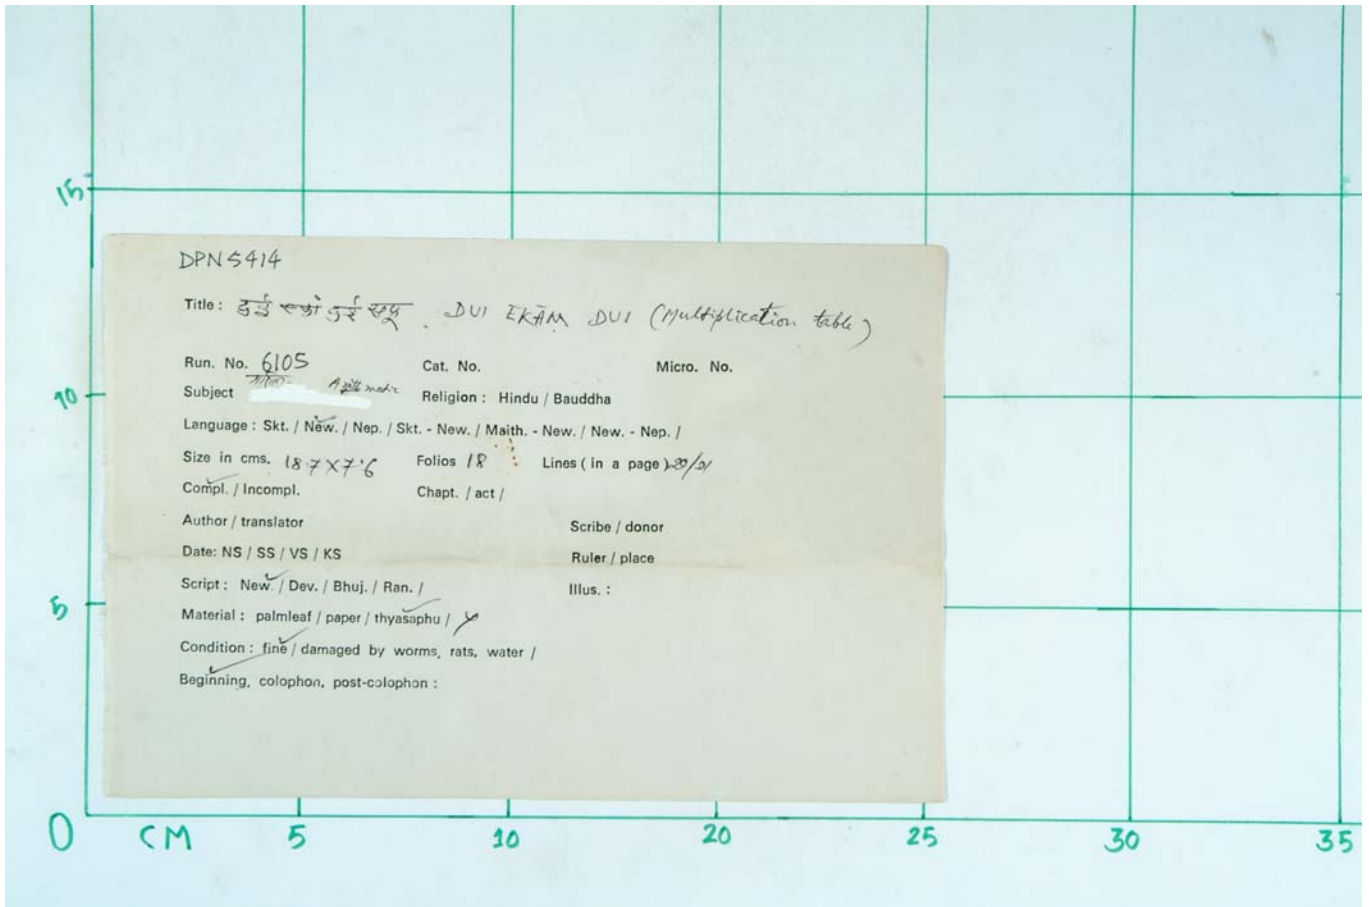 15
DPN 5414
Title : दुई एकां दुई DUI EKĀM DUI (Multiplication table)
Run. No. 6105 Cat. No. Micro. No.
Subject Religion : Hindu / Bauddha
10
Language : Skt. / New. / Nep. / Skt. - New. / Maith. - New. / New. - Nep. /
Size in cms. 18.7×7.6 Folios 18 Lines ( in a page ) 20/21
Compl. / Incompl. Chapt. / act /
Author / translator Scribe / donor
Date: NS / SS / VS / KS Ruler / place
Script : New. / Dev. / Bhuj. / Ran. / Illus. :
5
Material : palmleaf / paper / thyasaphu /
Condition : fine / damaged by worms, rats, water /
Beginning, colophon, post-colophon :
0 CM 5 10 20 25 30 35